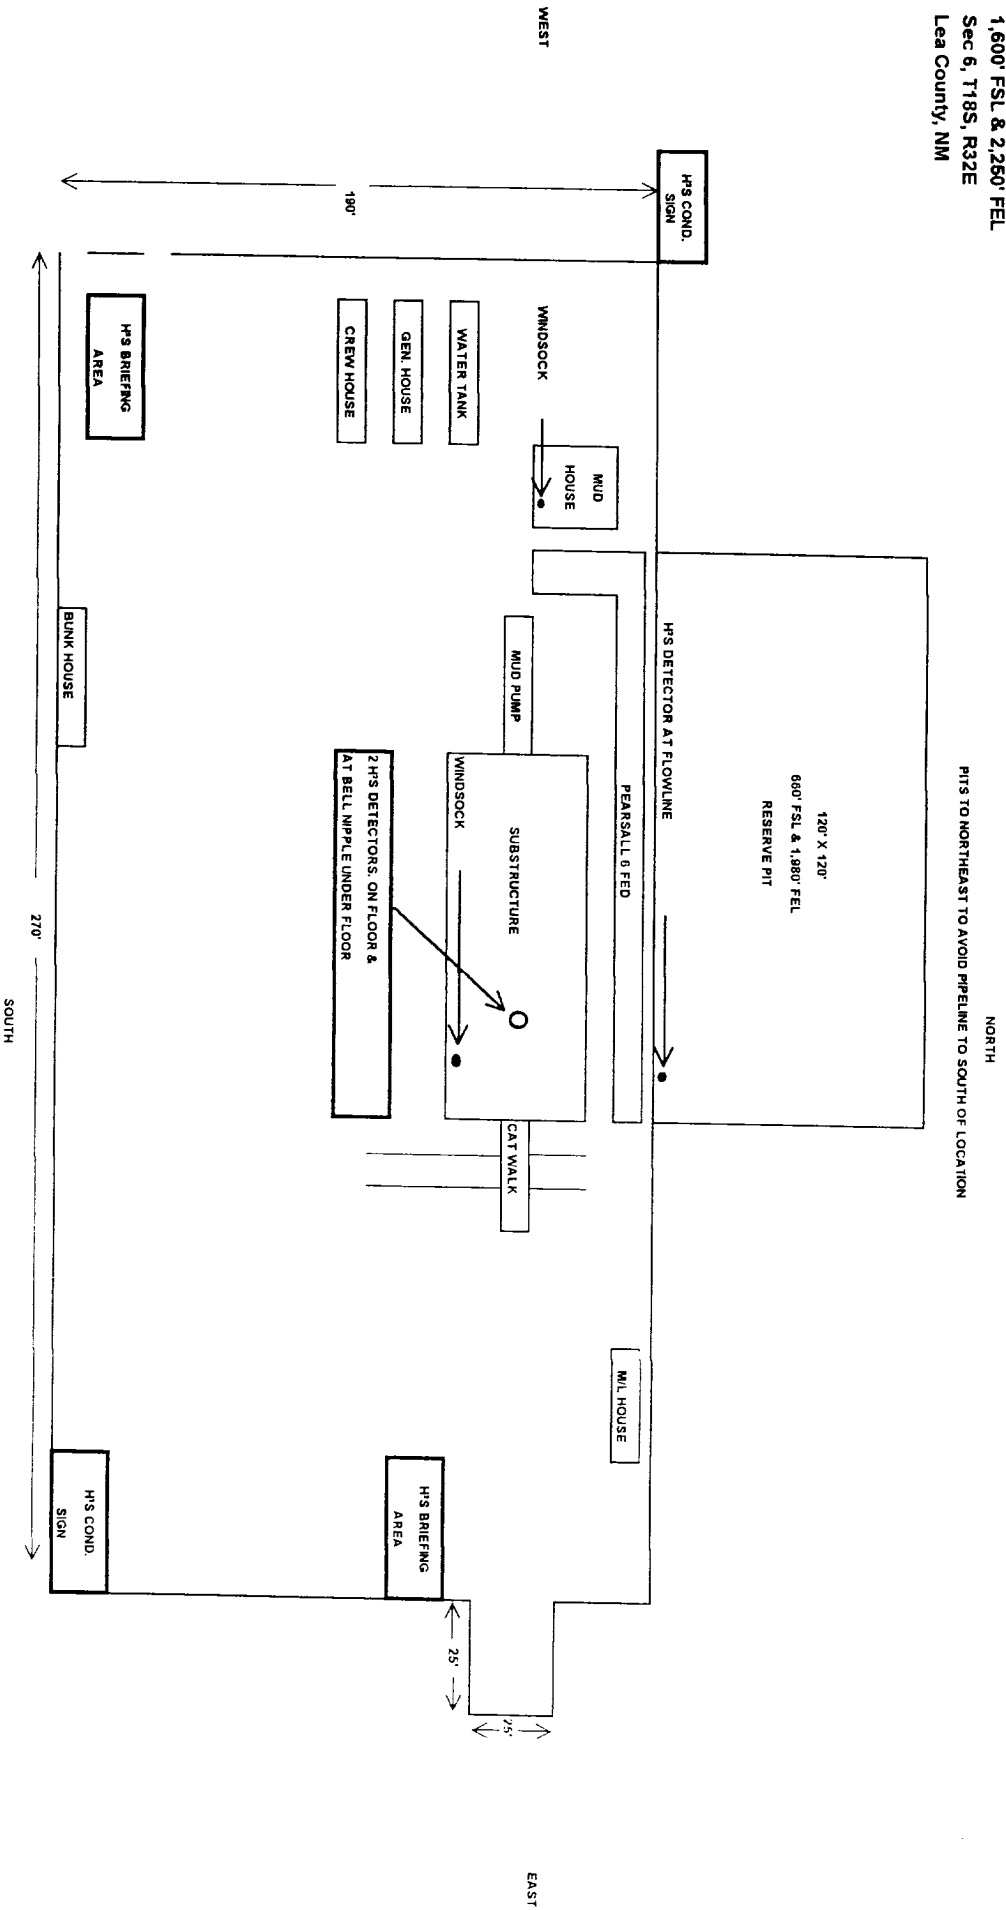 1,600' FSL & 2,250' FEL
Sec 6, T18S, R32E
Lea County, NM
NORTH
PITS TO NORTHEAST TO AVOID PIPELINE TO SOUTH OF LOCATION
120' X 120'
660' FSL & 1,980' FEL
RESERVE PIT
H²S COND.
SIGN
H²S DETECTOR AT FLOWLINE
PEARSALL 6 FED
M/L HOUSE
MUD
HOUSE
WINDSOCK
WEST
EAST
MUD PUMP
SUBSTRUCTURE
WINDSOCK
CAT WALK
25'
25'
WATER TANK
GEN. HOUSE
CREW HOUSE
190'
2 H²S DETECTORS. ON FLOOR &
AT BELL NIPPLE UNDER FLOOR
H²S BRIEFING
AREA
H²S BRIEFING
AREA
BUNK HOUSE
H²S COND.
SIGN
270'
SOUTH